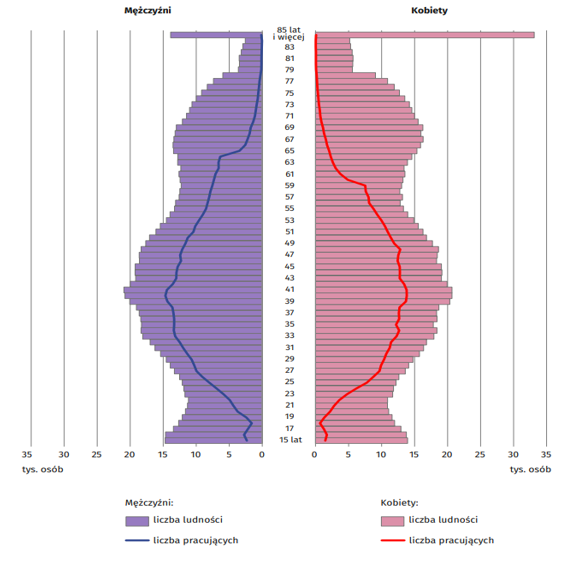 Mężczyźni
Kobiety
85 lat
i więcej
83
81
79
77
75
73
71
69
67
65
63
61
59
57
55
53
51
49
47
45
43
41
39
37
35
33
31
29
27
25
23
21
19
17
15 lat
35 30 25 20 15 10 5 0
0 5 10 15 20 25 30 35
tys. osób
tys. osób
Mężczyźni:
liczba ludności
liczba pracujących
Kobiety:
liczba ludności
liczba pracujących